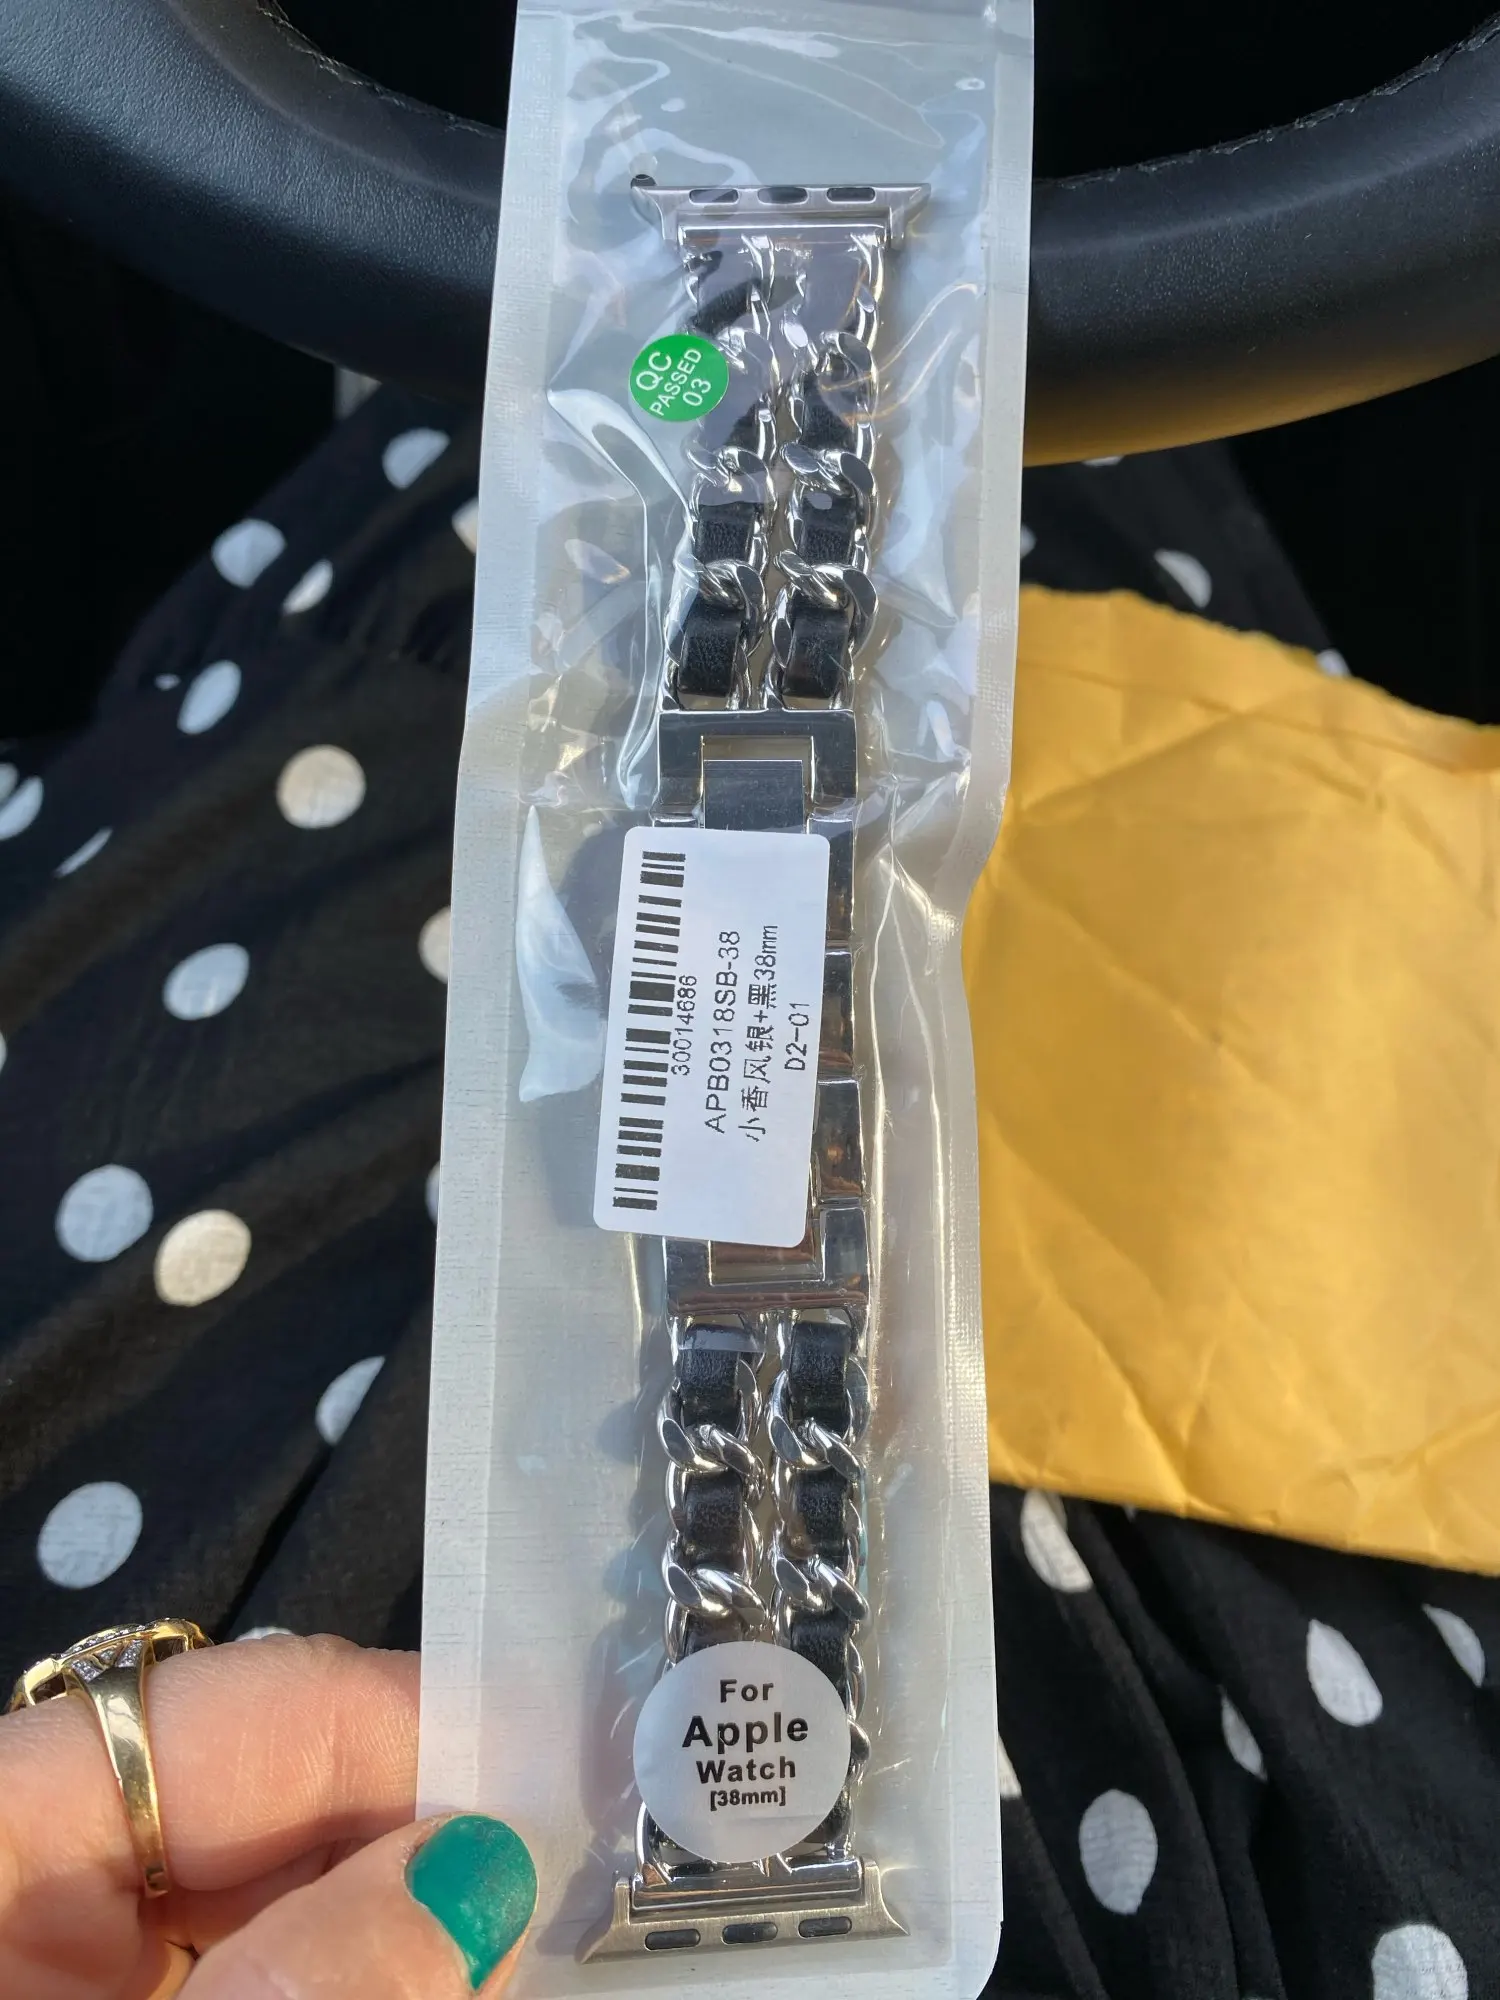 QC
PASSED
03
30014686
APB0318SB-38
小香风银+黑38mm
D2-01
For
Apple
Watch
[38mm]